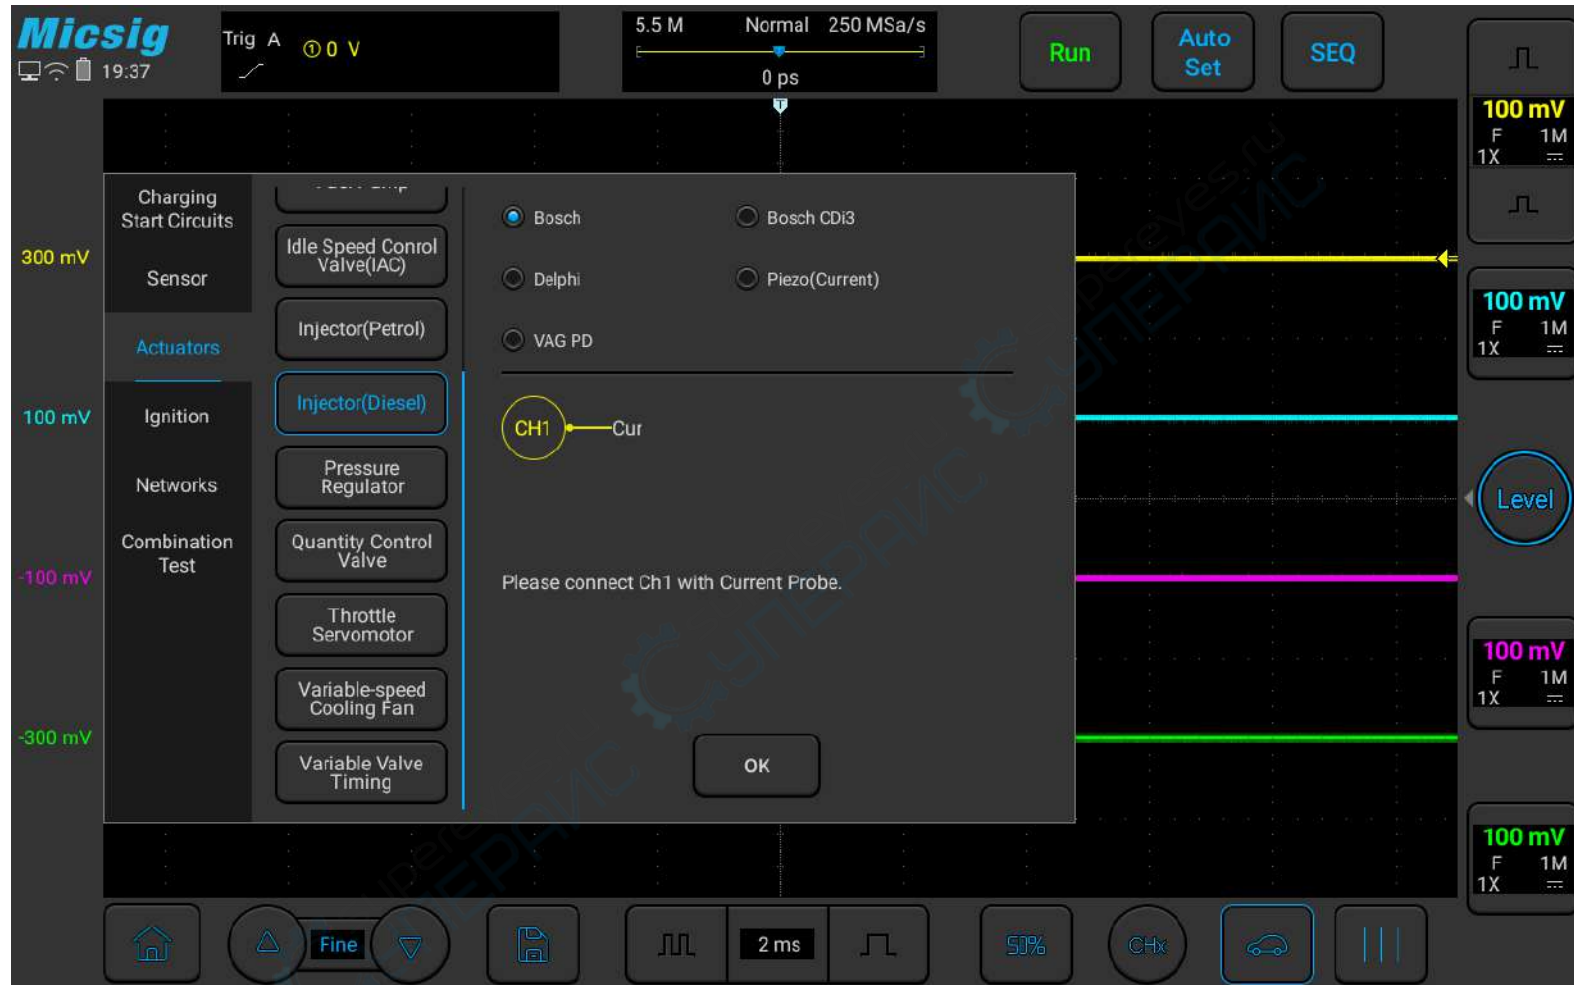 Micsig
19:37
Trig A
① 0 V
5.5 M Normal 250 MSa/s
0 ps
Run
Auto
Set
SEQ
T
100 mV
F 1M
1X
300 mV
100 mV
-100 mV
-300 mV
Charging
Start Circuits
Sensor
Actuators
Ignition
Networks
Combination
Test
Idle Speed Conrol
Valve(IAC)
Injector(Petrol)
Injector(Diesel)
Pressure
Regulator
Quantity Control
Valve
Throttle
Servomotor
Variable-speed
Cooling Fan
Variable Valve
Timing
Bosch
Bosch CDi3
Delphi
Piezo(Current)
VAG PD
CH1
Cur
Please connect Ch1 with Current Probe.
OK
100 mV
F 1M
1X
Level
100 mV
F 1M
1X
100 mV
F 1M
1X
Fine
2 ms
50%
CHx
supereyes.ru
СУПЕРАЙС